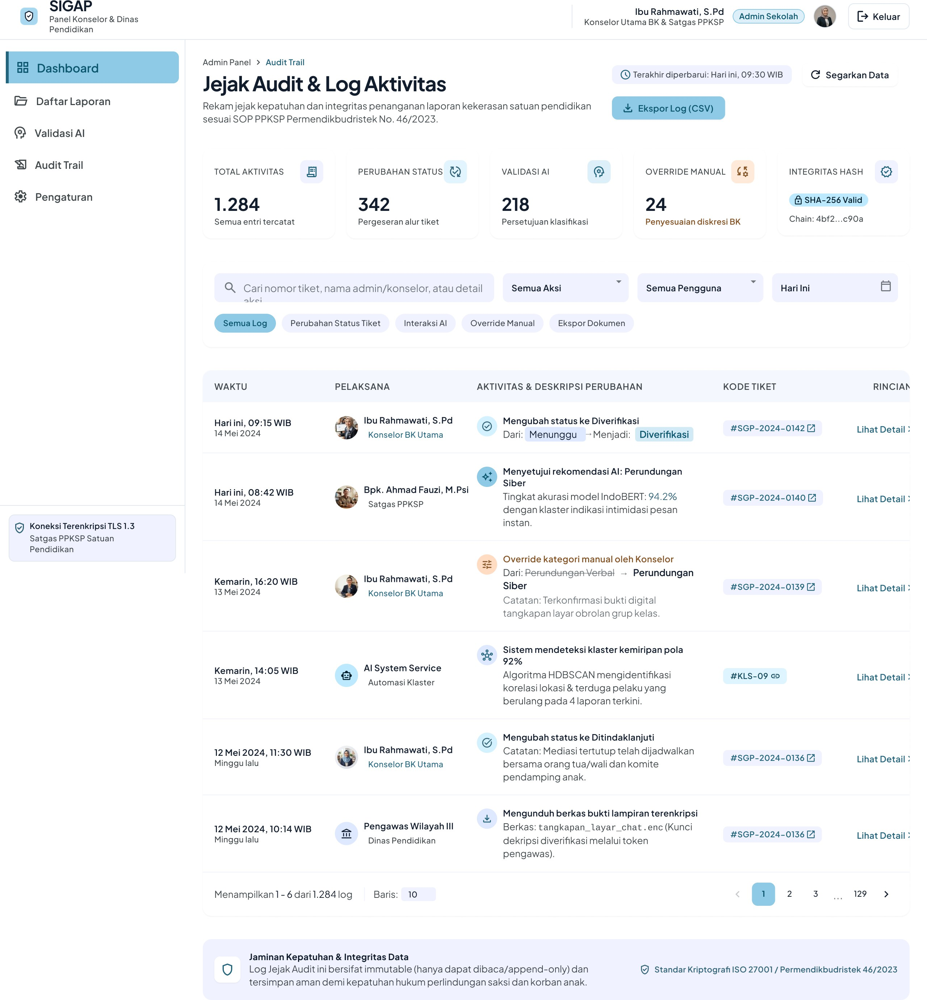 SIGAP
Panel Konselor & Dinas
Pendidikan
Ibu Rahmawati, S.Pd
Konselor Utama BK & Satgas PPKSP
Admin Sekolah
Keluar
Dashboard
Daftar Laporan
Validasi AI
Audit Trail
Pengaturan
Koneksi Terenkripsi TLS 1.3
Satgas PPKSP Satuan
Pendidikan
Admin Panel > Audit Trail
Jejak Audit & Log Aktivitas
Rekam jejak kepatuhan dan integritas penanganan laporan kekerasan satuan pendidikan
sesuai SOP PPKSP Permendikbudristek No. 46/2023.
Terakhir diperbarui: Hari ini, 09:30 WIB
Segarkan Data
Ekspor Log (CSV)
TOTAL AKTIVITAS
1.284
Semua entri tercatat
PERUBAHAN STATUS
342
Pergeseran alur tiket
VALIDASI AI
218
Persetujuan klasifikasi
OVERRIDE MANUAL
24
Penyesuaian diskresi BK
INTEGRITAS HASH
SHA-256 Valid
Chain: 4bf2...c90a
Cari nomor tiket, nama admin/konselor, atau detail
aksi
Semua Aksi
Semua Pengguna
Hari Ini
Semua Log
Perubahan Status Tiket
Interaksi AI
Override Manual
Ekspor Dokumen
WAKTU PELAKSANA AKTIVITAS & DESKRIPSI PERUBAHAN KODE TIKET RINCIAN
Hari ini, 09:15 WIB
14 Mei 2024
Ibu Rahmawati, S.Pd
Konselor BK Utama
Mengubah status ke Diverifikasi
Dari: Menunggu →Menjadi: Diverifikasi
#SGP-2024-0142
Lihat Detail
Hari ini, 08:42 WIB
14 Mei 2024
Bpk. Ahmad Fauzi, M.Psi
Satgas PPKSP
Menyetujui rekomendasi AI: Perundungan
Siber
Tingkat akurasi model IndoBERT: 94.2%
dengan klaster indikasi intimidasi pesan
instan.
#SGP-2024-0140
Lihat Detail
Kemarin, 16:20 WIB
13 Mei 2024
Ibu Rahmawati, S.Pd
Konselor BK Utama
Override kategori manual oleh Konselor
Dari: Perundungan Verbal → Perundungan
Siber
Catatan: Terkonfirmasi bukti digital
tangkapan layar obrolan grup kelas.
#SGP-2024-0139
Lihat Detail
Kemarin, 14:05 WIB
13 Mei 2024
AI System Service
Automasi Klaster
Sistem mendeteksi klaster kemiripan pola
92%
Algoritma HDBSCAN mengidentifikasi
korelasi lokasi & terduga pelaku yang
berulang pada 4 laporan terkini.
#KLS-09
Lihat Detail
12 Mei 2024, 11:30 WIB
Minggu lalu
Ibu Rahmawati, S.Pd
Konselor BK Utama
Mengubah status ke Ditindaklanjuti
Catatan: Mediasi tertutup telah dijadwalkan
bersama orang tua/wali dan komite
pendamping anak.
#SGP-2024-0136
Lihat Detail
12 Mei 2024, 10:14 WIB
Minggu lalu
Pengawas Wilayah III
Dinas Pendidikan
Mengunduh berkas bukti lampiran terenkripsi
Berkas: tangkapan_layar_chat.enc (Kunci
dekripsi diverifikasi melalui token
pengawas).
#SGP-2024-0136
Lihat Detail
Menampilkan 1 - 6 dari 1.284 log
Baris: 10
1 2 3 ... 129
Jaminan Kepatuhan & Integritas Data
Log Jejak Audit ini bersifat immutable (hanya dapat dibaca/append-only) dan
tersimpan aman demi kepatuhan hukum perlindungan saksi dan korban anak.
Standar Kriptografi ISO 27001 / Permendikbudristek 46/2023